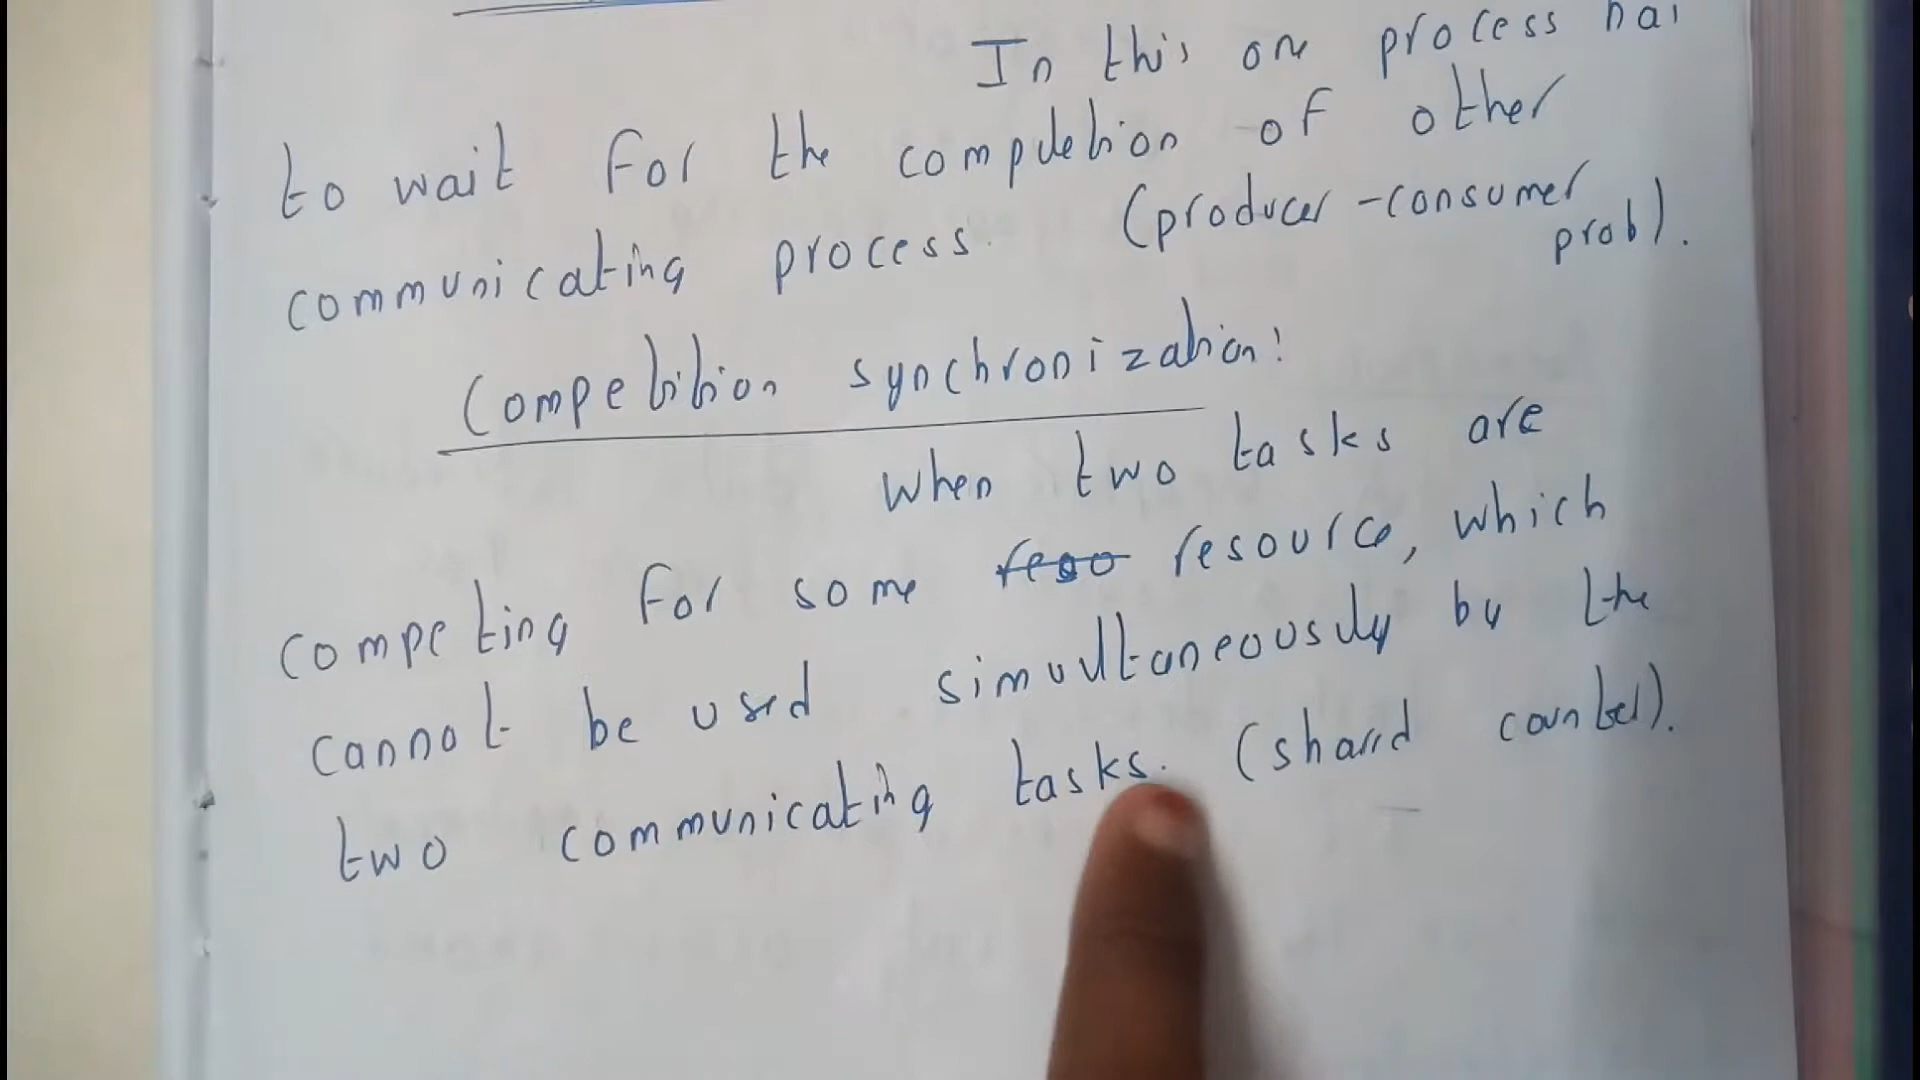 In this one process has
to wait for the completion of other
communicating process. (producer-consumer
prob).
Competition synchronization:
when two tasks are
competing for some reso resource, which
cannot be used simultaneously by the
two communicating tasks. (shared counter).